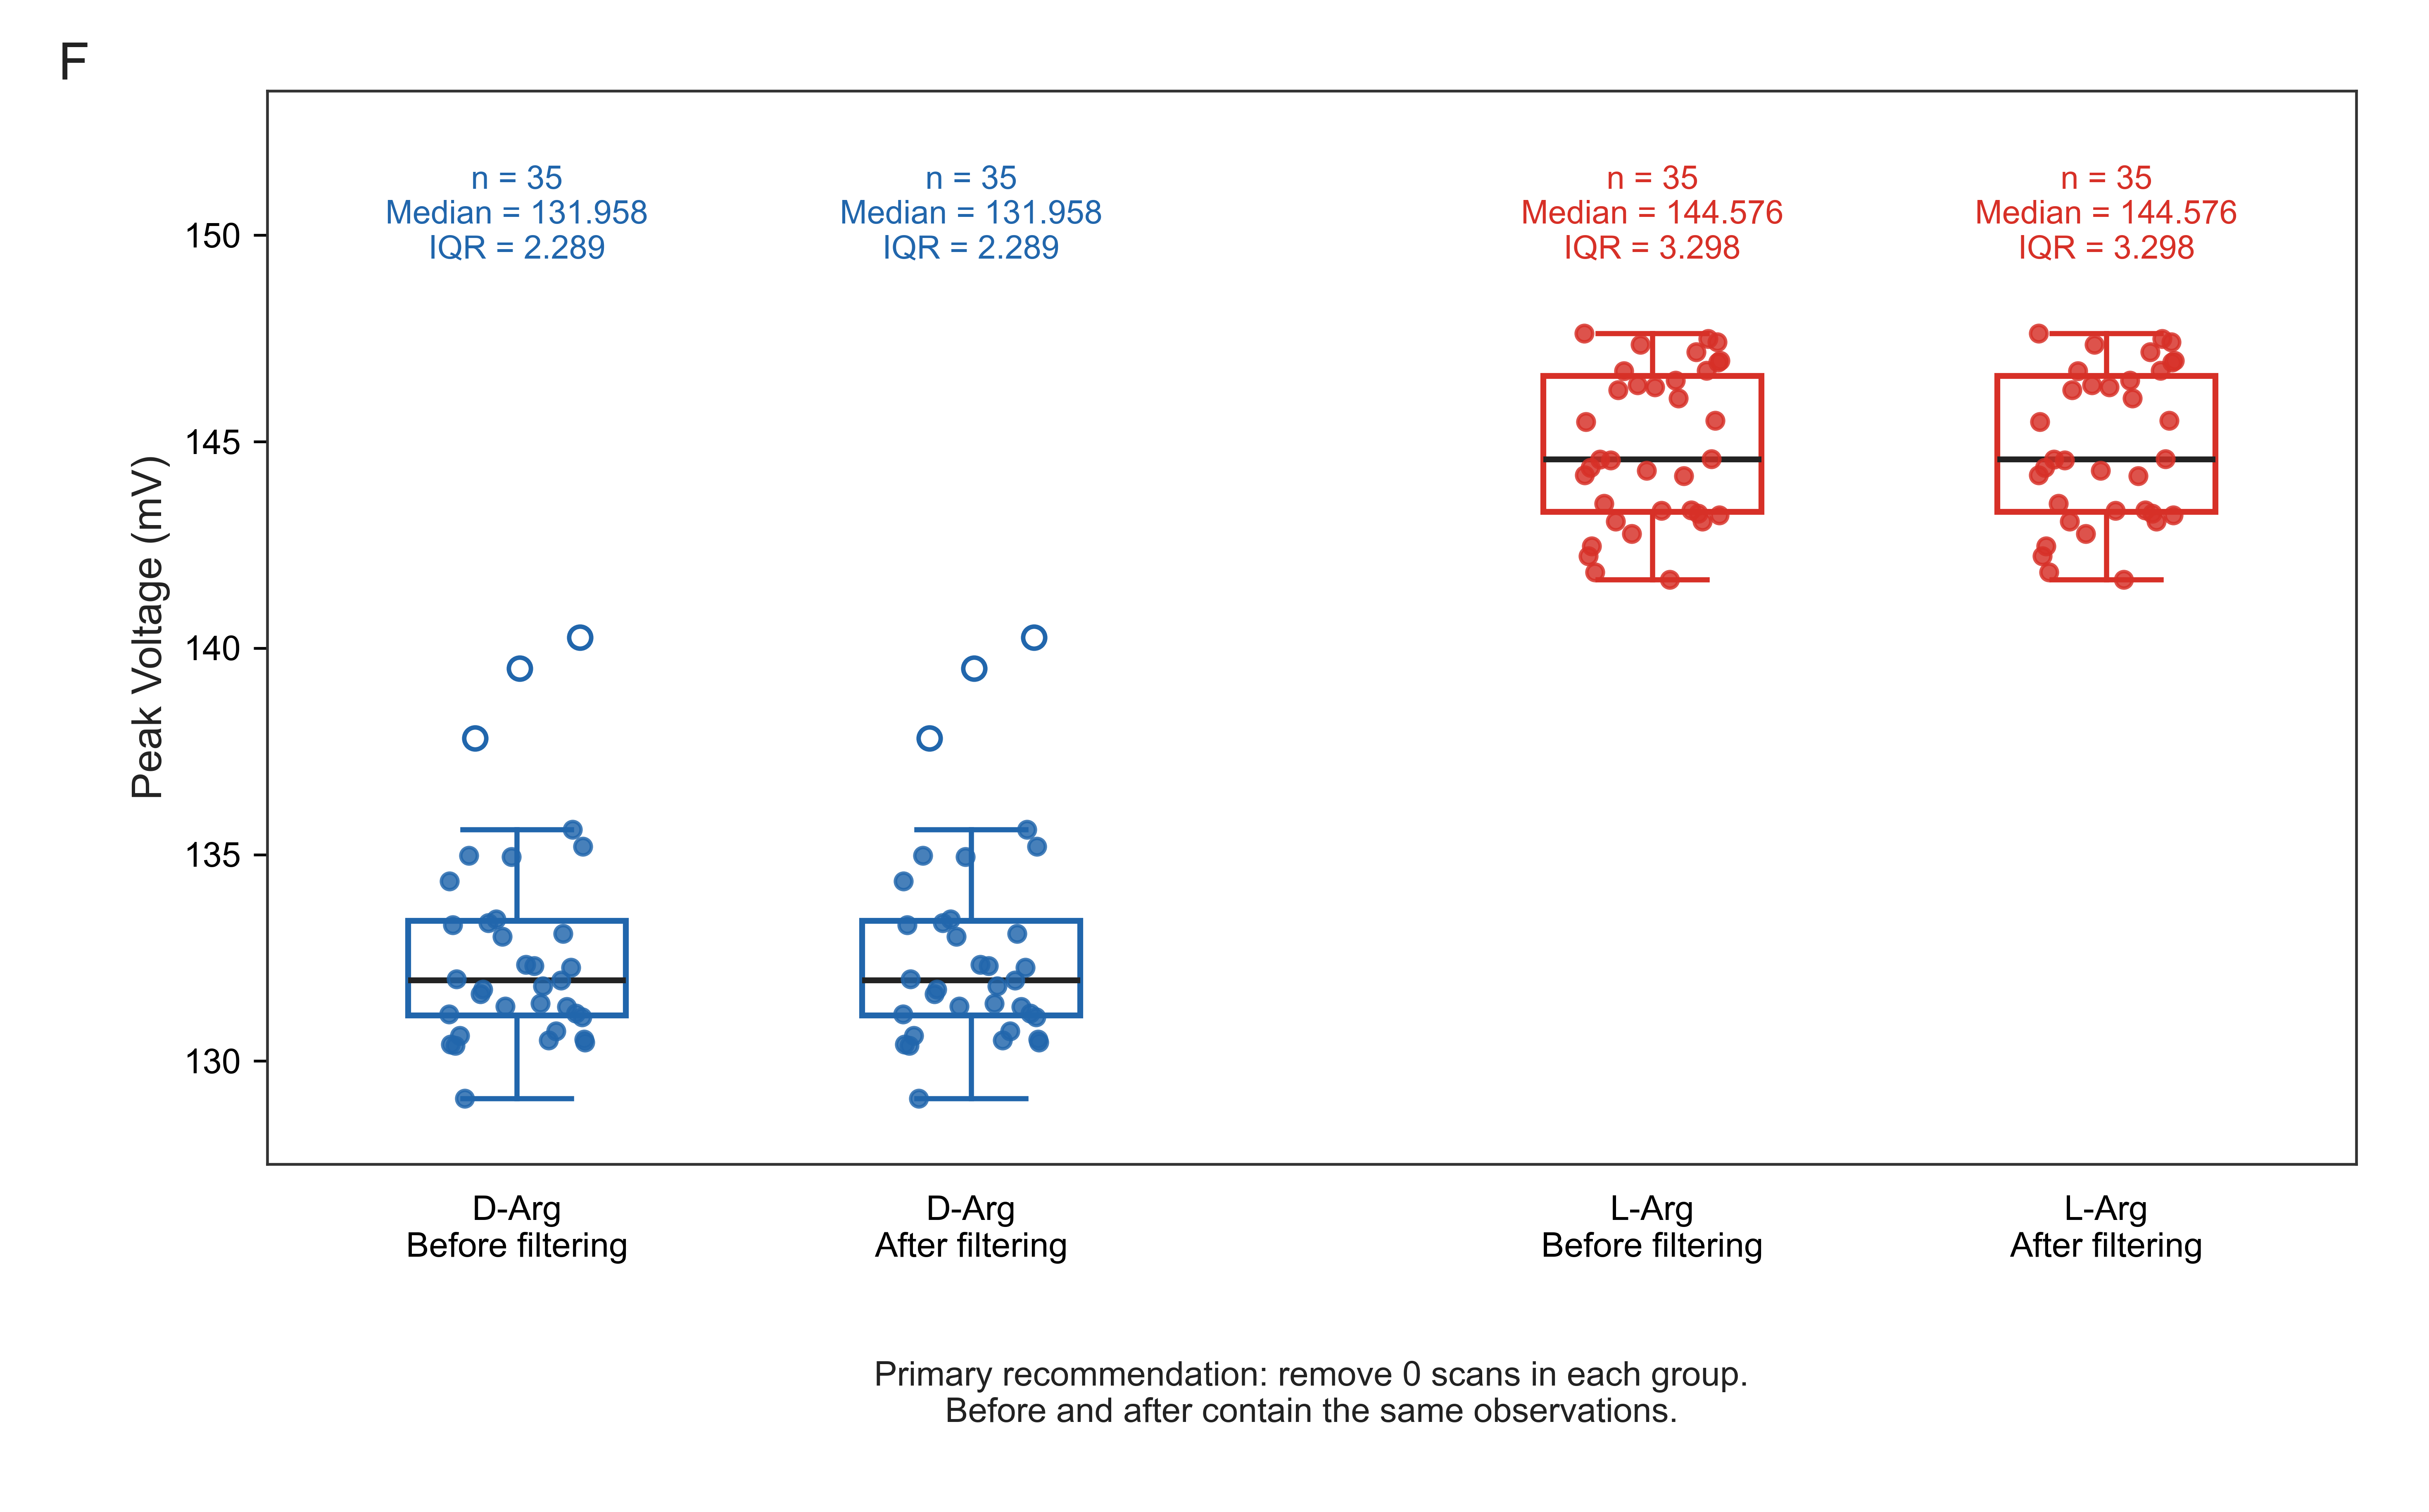 F
n = 35
Median = 131.958
IQR = 2.289
n = 35
Median = 131.958
IQR = 2.289
n = 35
Median = 144.576
IQR = 3.298
n = 35
Median = 144.576
IQR = 3.298
Peak Voltage (mV)
150
145
140
135
130
D-Arg
Before filtering
D-Arg
After filtering
L-Arg
Before filtering
L-Arg
After filtering
Primary recommendation: remove 0 scans in each group.
Before and after contain the same observations.